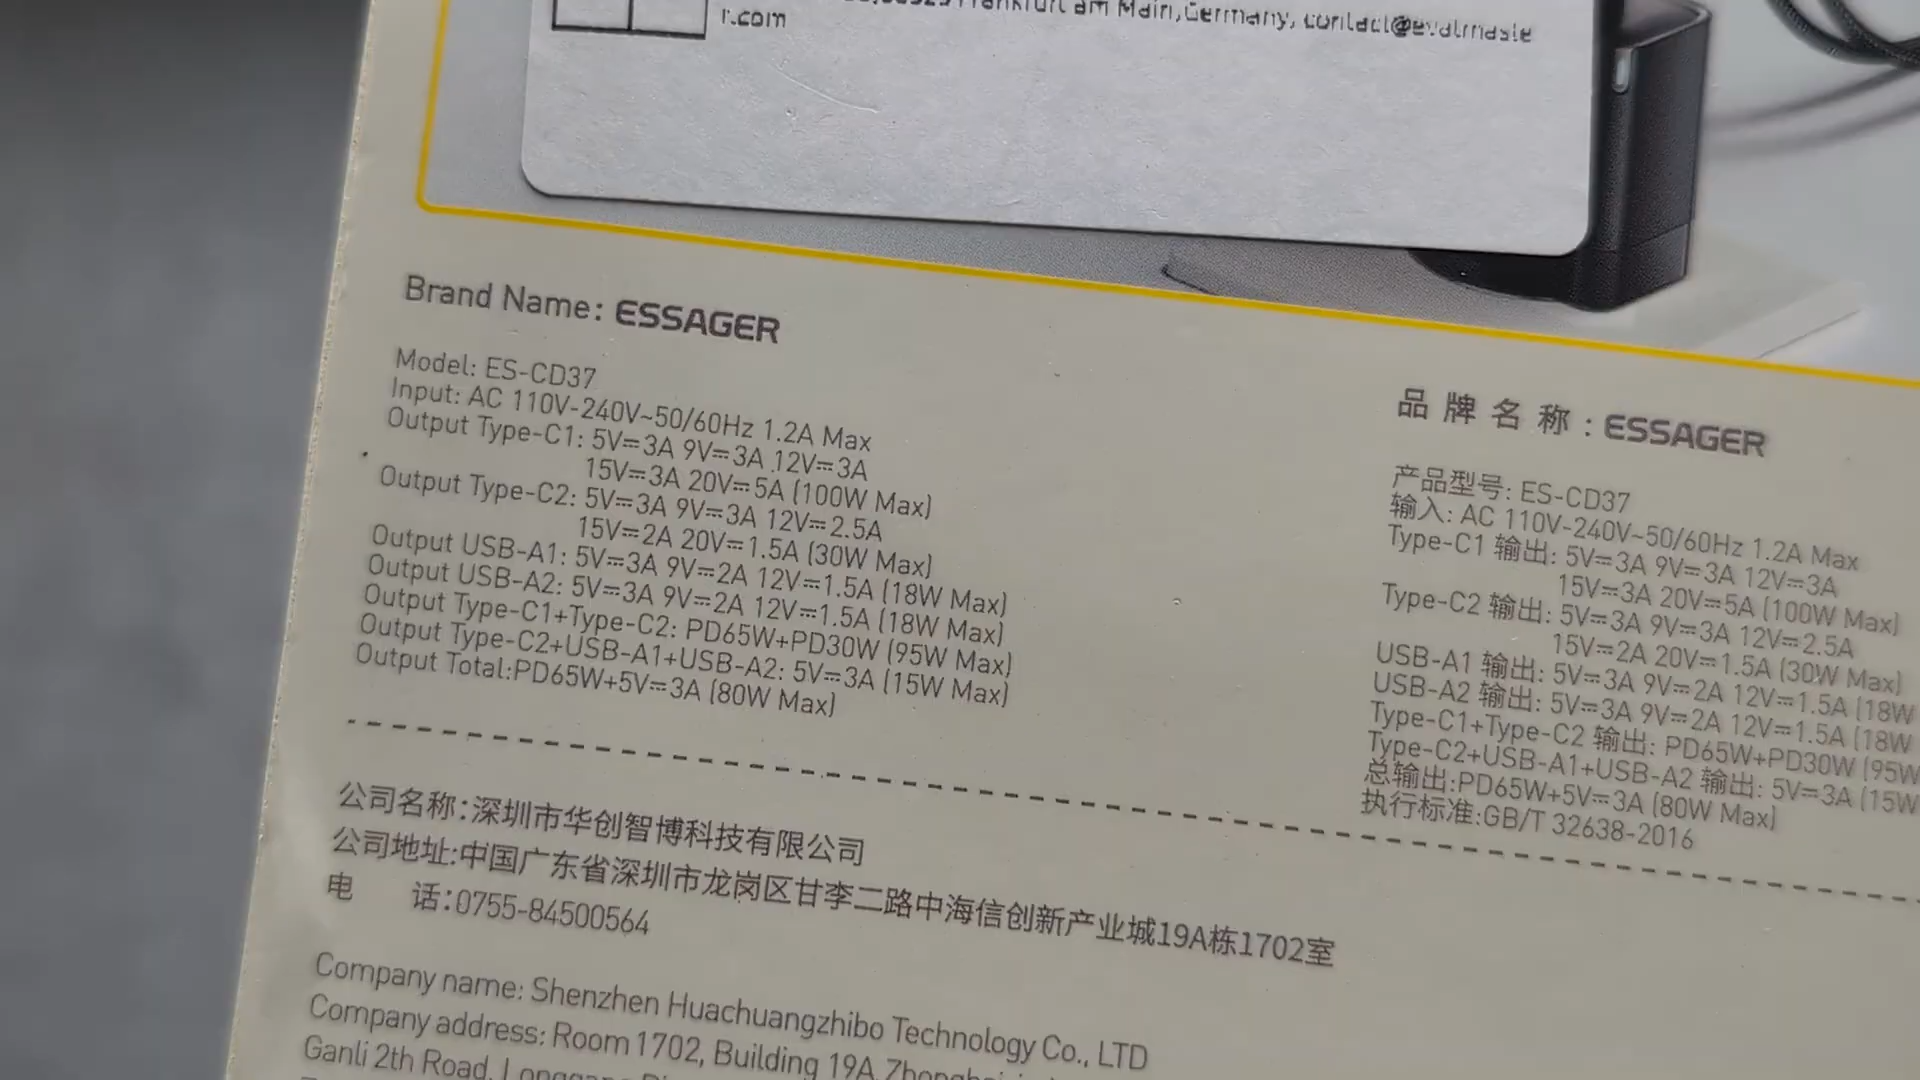 Frankfurt am Main,Germany, contact@evatmaste
r.com
Brand Name: ESSAGER
Model: ES-CD37
Input: AC 110V-240V~50/60Hz 1.2A Max
Output Type-C1: 5V⎓3A 9V⎓3A 12V⎓3A
15V⎓3A 20V⎓5A (100W Max)
Output Type-C2: 5V⎓3A 9V⎓3A 12V⎓2.5A
15V⎓2A 20V⎓1.5A (30W Max)
Output USB-A1: 5V⎓3A 9V⎓2A 12V⎓1.5A (18W Max)
Output USB-A2: 5V⎓3A 9V⎓2A 12V⎓1.5A (18W Max)
Output Type-C1+Type-C2: PD65W+PD30W (95W Max)
Output Type-C2+USB-A1+USB-A2: 5V⎓3A (15W Max)
Output Total:PD65W+5V⎓3A (80W Max)
品牌名称:ESSAGER
产品型号: ES-CD37
输入: AC 110V-240V~50/60Hz 1.2A Max
Type-C1 输出: 5V⎓3A 9V⎓3A 12V⎓3A
15V⎓3A 20V⎓5A (100W Max)
Type-C2 输出: 5V⎓3A 9V⎓3A 12V⎓2.5A
15V⎓2A 20V⎓1.5A (30W Max)
USB-A1 输出: 5V⎓3A 9V⎓2A 12V⎓1.5A (18W
USB-A2 输出: 5V⎓3A 9V⎓2A 12V⎓1.5A (18W
Type-C1+Type-C2 输出: PD65W+PD30W (95W
Type-C2+USB-A1+USB-A2 输出: 5V⎓3A (15W
总输出:PD65W+5V⎓3A (80W Max)
执行标准:GB/T 32638-2016
公司名称:深圳市华创智博科技有限公司
公司地址:中国广东省深圳市龙岗区甘李二路中海信创新产业城19A栋1702室
电 话:0755-84500564
Company name: Shenzhen Huachuangzhibo Technology Co., LTD
Company address: Room 1702, Building 19A,
Ganli 2th Road,